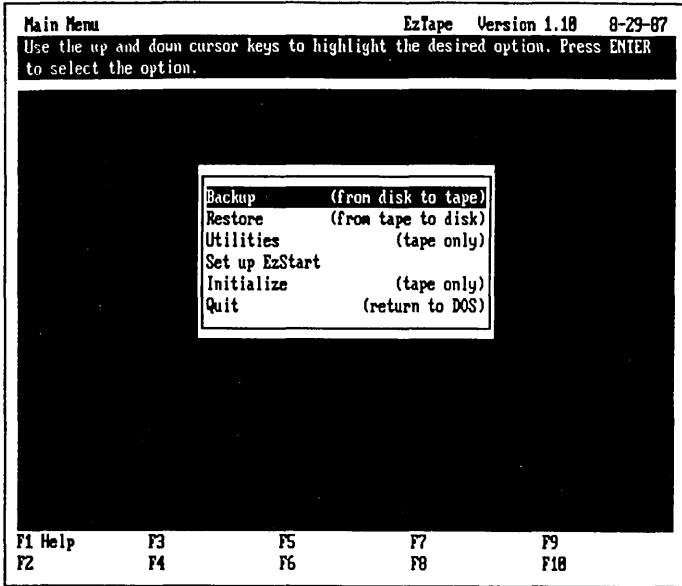 Main Menu EzTape Version 1.10 8-29-87
Use the up and down cursor keys to highlight the desired option. Press ENTER
to select the option.
Backup (from disk to tape)
Restore (from tape to disk)
Utilities (tape only)
Set up EzStart
Initialize (tape only)
Quit (return to DOS)
F1 Help F3 F5 F7 F9
F2 F4 F6 F8 F10